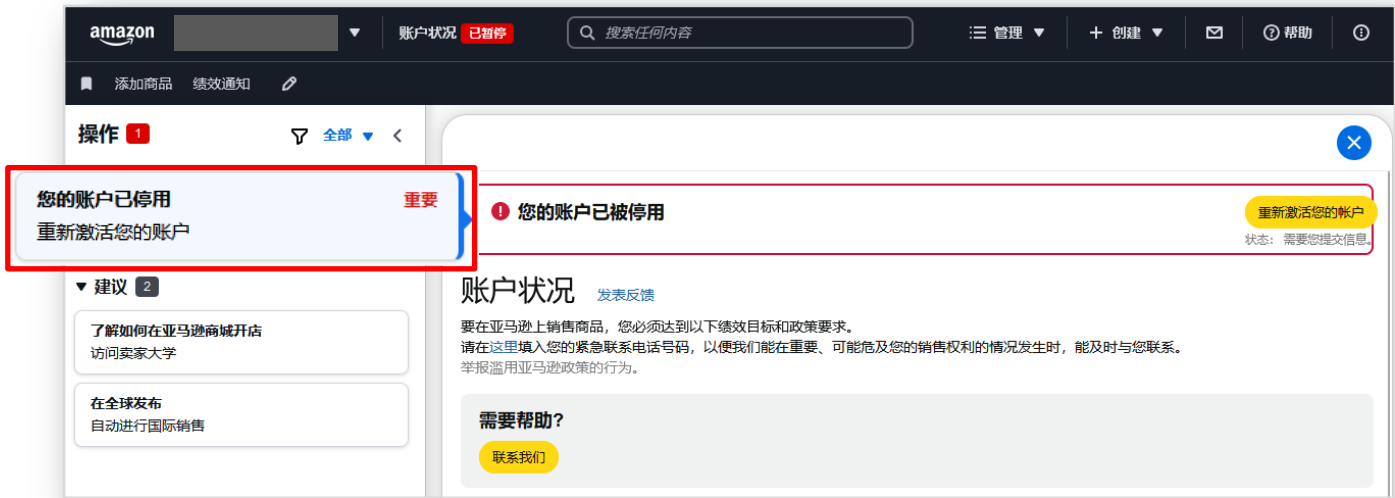 amazon
账户状况 已暂停
搜索任何内容
管理
创建
帮助
添加商品 绩效通知
操作 1
全部
您的账户已停用 重要
重新激活您的账户
您的账户已被停用
重新激活您的帐户
状态: 需要您提交信息。
建议 2
了解如何在亚马逊商城开店
访问卖家大学
在全球发布
自动进行国际销售
账户状况 发表反馈
要在亚马逊上销售商品，您必须达到以下绩效目标和政策要求。
请在这里填入您的紧急联系电话号码，以便我们能在重要、可能危及您的销售权利的情况发生时，能及时与您联系。
举报滥用亚马逊政策的行为。
需要帮助?
联系我们